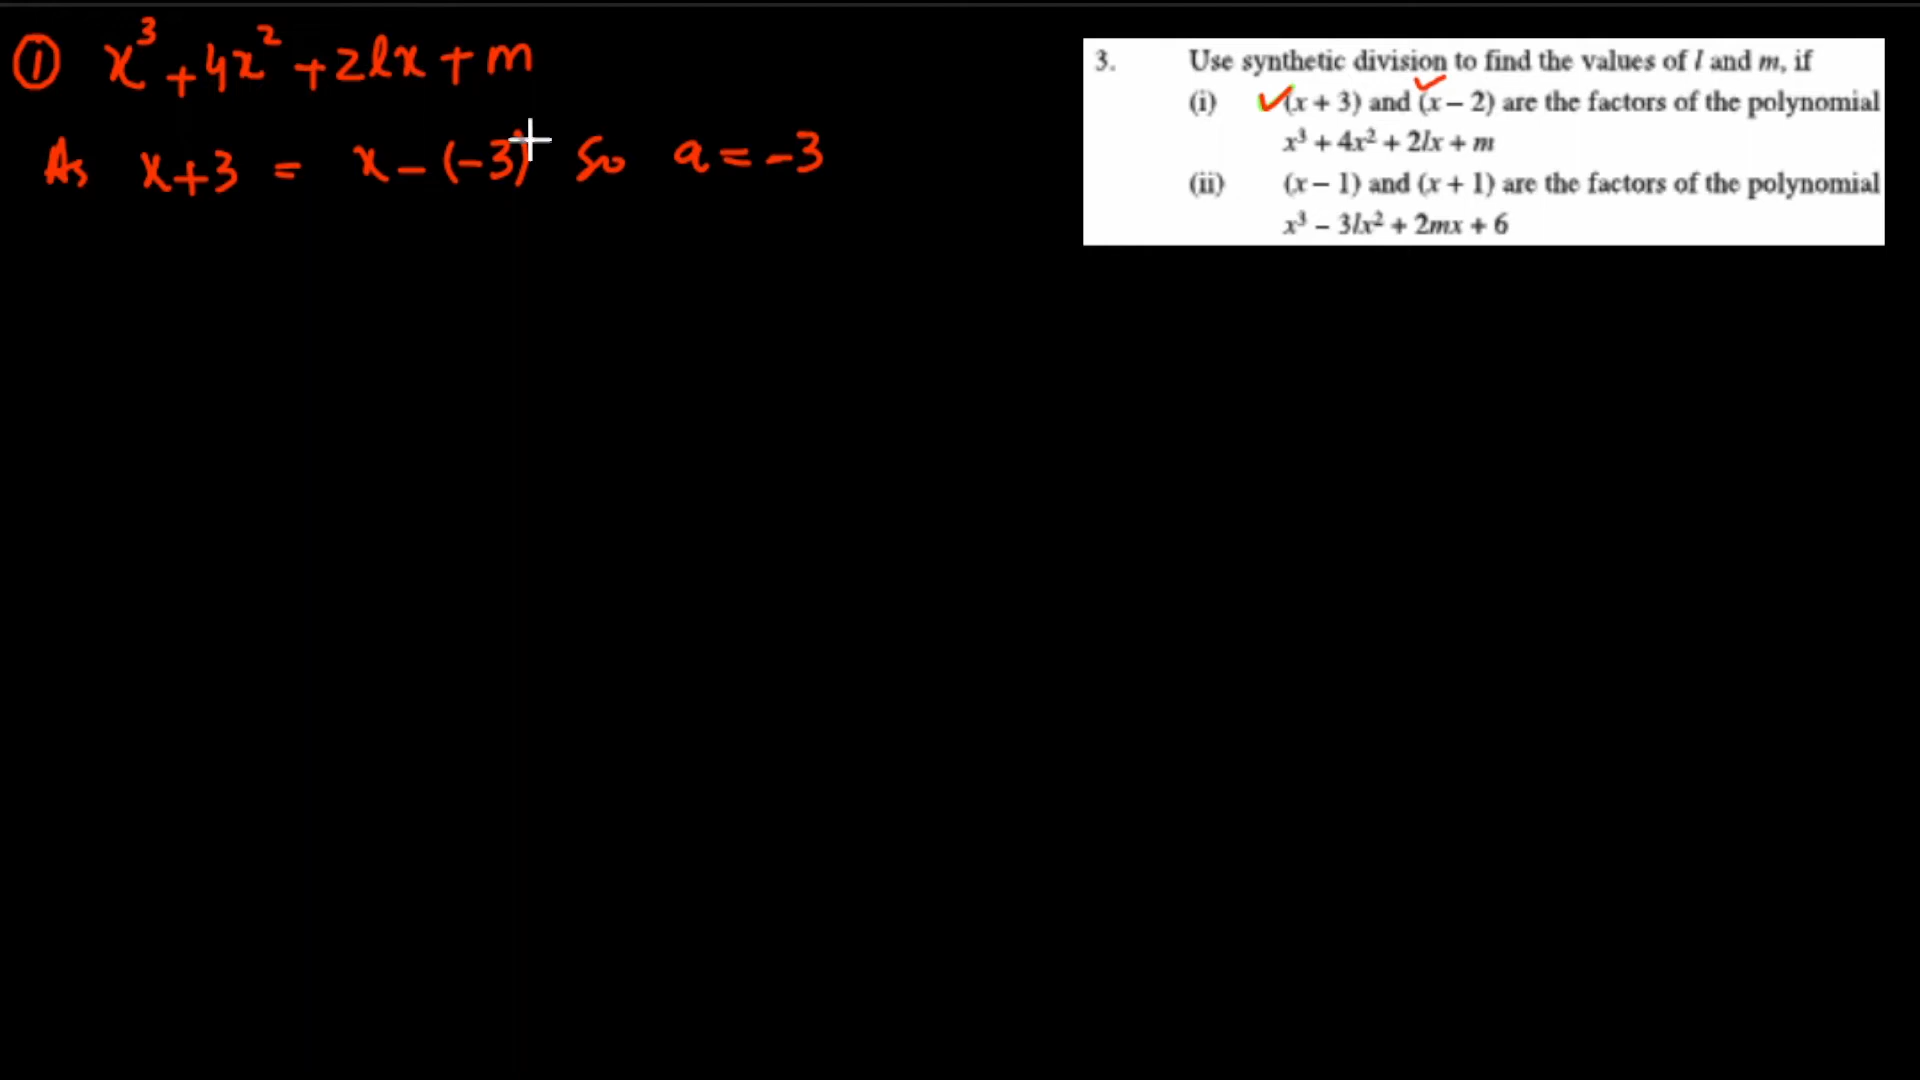 ① x³ + 4x² + 2lx + m
As x+3 = x - (-3) So a = -3
3. Use synthetic division to find the values of l and m, if
(i) (x + 3) and (x – 2) are the factors of the polynomial
x³ + 4x² + 2lx + m
(ii) (x – 1) and (x + 1) are the factors of the polynomial
x³ – 3lx² + 2mx + 6